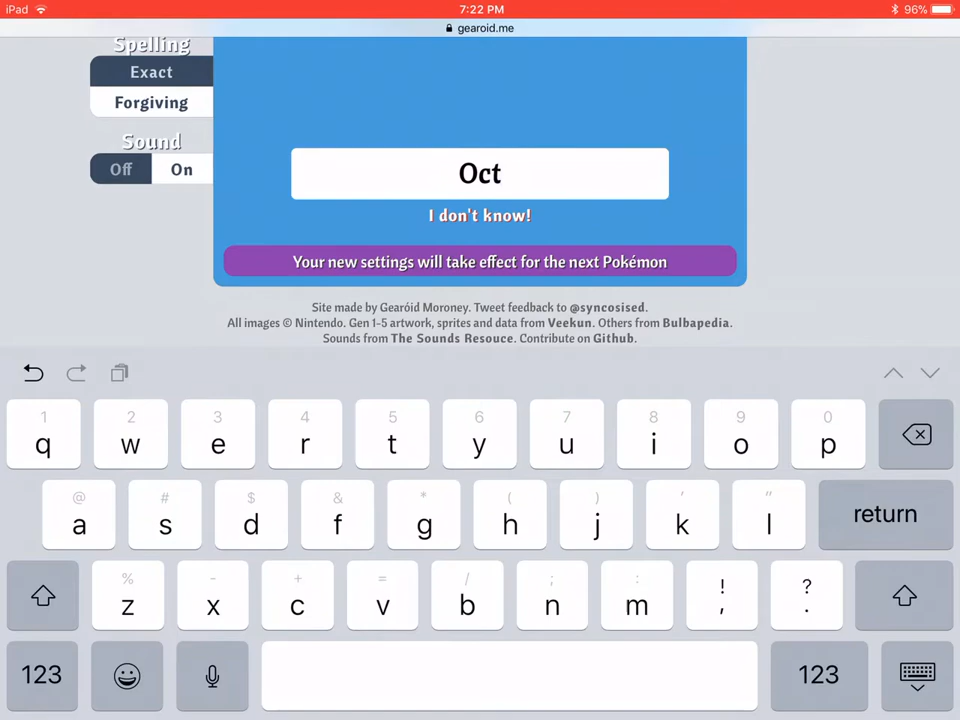 iPad
7:22 PM
96%
gearoid.me
Spelling
Exact
Forgiving
Sound
Off On
Oct
I don't know!
Your new settings will take effect for the next Pokémon
Site made by Gearóid Moroney. Tweet feedback to @syncosised.
All images © Nintendo. Gen 1-5 artwork, sprites and data from Veekun. Others from Bulbapedia.
Sounds from The Sounds Resouce. Contribute on Github.
1 2 3 4 5 6 7 8 9 0
q w e r t y u i o p
@ # $ & * ( ) ' "
a s d f g h j k l return
% - + = / ; : ! ?
z x c v b n m , .
123 123